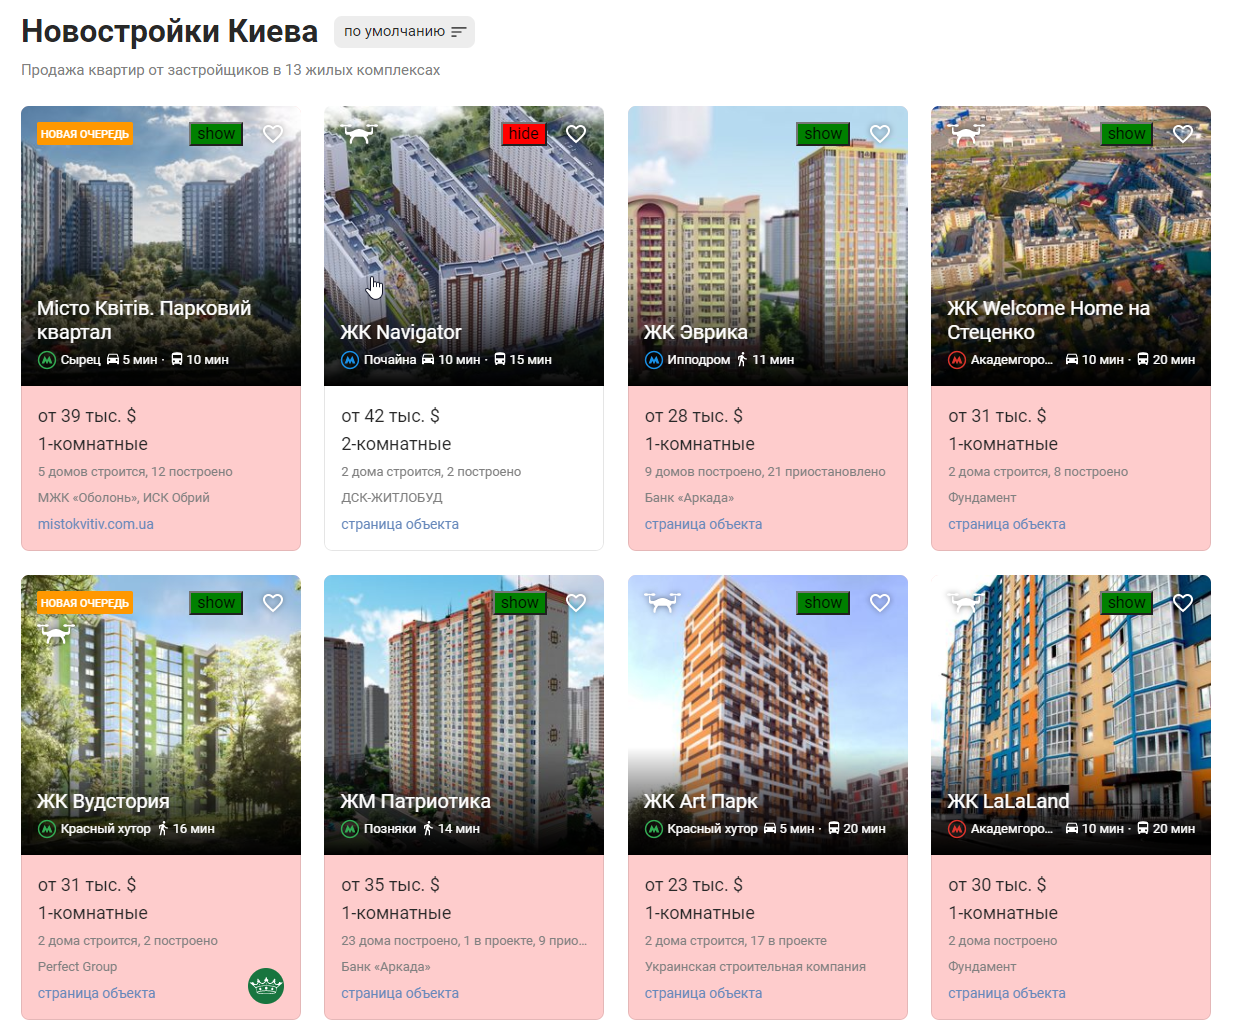 Новостройки Киева
по умолчанию
Продажа квартир от застройщиков в 13 жилых комплексах
НОВАЯ ОЧЕРЕДЬ
show
Місто Квітів. Парковий
квартал
Сырец 5 мин · 10 мин
от 39 тыс. $
1-комнатные
5 домов строится, 12 построено
МЖК «Оболонь», ИСК Обрий
mistokvitiv.com.ua
hide
ЖК Navigator
Почайна 10 мин · 15 мин
от 42 тыс. $
2-комнатные
2 дома строится, 2 построено
ДСК-ЖИТЛОБУД
страница объекта
show
ЖК Эврика
Ипподром 11 мин
от 28 тыс. $
1-комнатные
9 домов построено, 21 приостановлено
Банк «Аркада»
страница объекта
show
ЖК Welcome Home на
Стеценко
Академгоро... 10 мин · 20 мин
от 31 тыс. $
1-комнатные
2 дома строится, 8 построено
Фундамент
страница объекта
НОВАЯ ОЧЕРЕДЬ
show
ЖК Вудстория
Красный хутор 16 мин
от 31 тыс. $
1-комнатные
2 дома строится, 2 построено
Perfect Group
страница объекта
show
ЖМ Патриотика
Позняки 14 мин
от 35 тыс. $
1-комнатные
23 дома построено, 1 в проекте, 9 прио...
Банк «Аркада»
страница объекта
show
ЖК Art Парк
Красный хутор 5 мин · 20 мин
от 23 тыс. $
1-комнатные
2 дома строится, 17 в проекте
Украинская строительная компания
страница объекта
show
ЖК LaLaLand
Академгоро... 10 мин · 20 мин
от 30 тыс. $
1-комнатные
2 дома построено
Фундамент
страница объекта